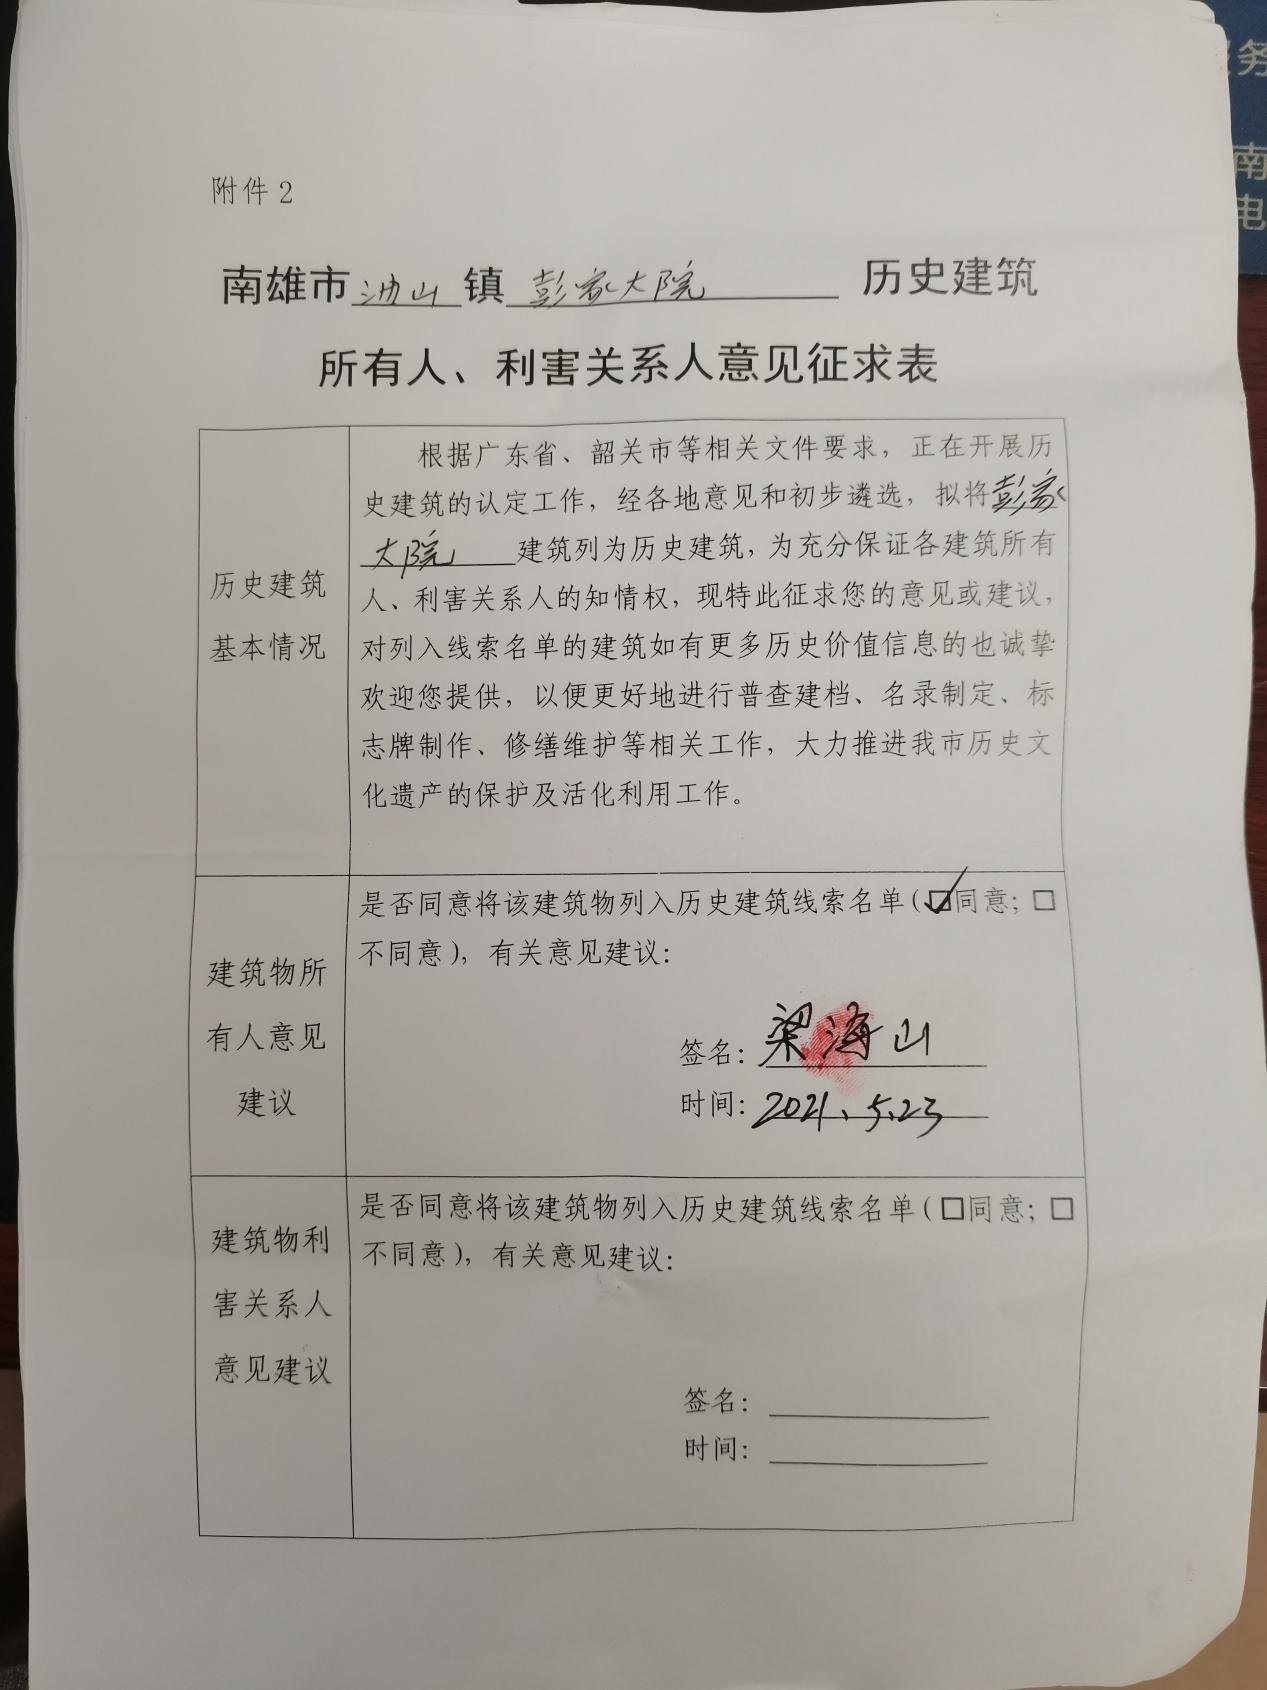 附件2
南雄市油山镇彭家大院 历史建筑
所有人、利害关系人意见征求表
历史建筑
基本情况
根据广东省、韶关市等相关文件要求，正在开展历
史建筑的认定工作，经各地意见和初步遴选，拟将彭家
大院建筑列为历史建筑，为充分保证各建筑所有
人、利害关系人的知情权，现特此征求您的意见或建议，
对列入线索名单的建筑如有更多历史价值信息的也诚挚
欢迎您提供，以便更好地进行普查建档、名录制定、标
志牌制作、修缮维护等相关工作，大力推进我市历史文
化遗产的保护及活化利用工作。
建筑物所
有人意见
建议
是否同意将该建筑物列入历史建筑线索名单（☑同意；□
不同意），有关意见建议：
签名：梁海山
时间：2021、5、23
建筑物利
害关系人
意见建议
是否同意将该建筑物列入历史建筑线索名单（□同意；□
不同意），有关意见建议：
签名：
时间：
务
南
电